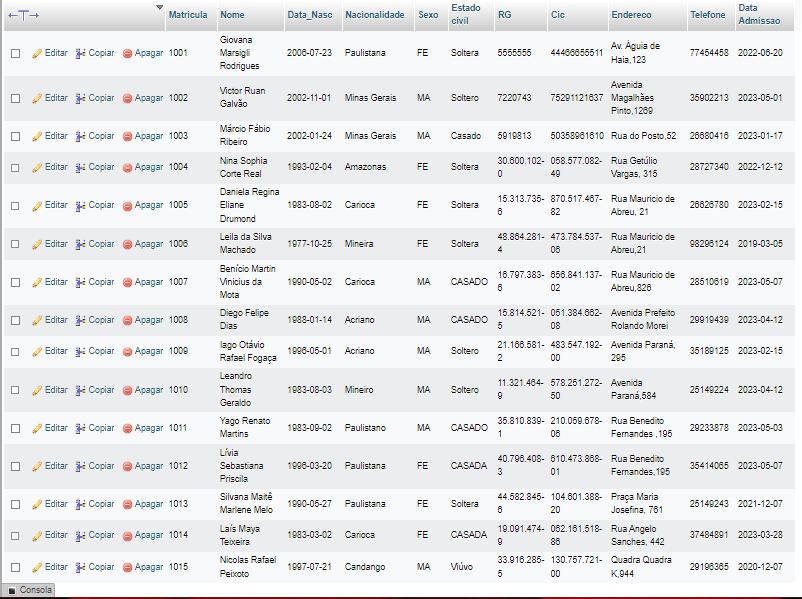 ←T→ Matricula Nome Data_Nasc Nacionalidade Sexo Estado civil RG Cic Endereco Telefone Data Admissao
Editar Copiar Apagar 1001 Giovana Marsigli Rodrigues 2006-07-23 Paulistana FE Soltera 5555555 44466655511 Av. Águia de Haia,123 77454458 2022-06-20
Editar Copiar Apagar 1002 Victor Ruan Galvão 2002-11-01 Minas Gerais MA Soltero 7220743 75291121637 Avenida Magalhães Pinto,1269 35902213 2023-05-01
Editar Copiar Apagar 1003 Márcio Fábio Ribeiro 2002-01-24 Minas Gerais MA Casado 5919813 50358961610 Rua do Posto,52 26680416 2023-01-17
Editar Copiar Apagar 1004 Nina Sophia Corte Real 1993-02-04 Amazonas FE Soltera 30.600.102-0 058.577.082-49 Rua Getúlio Vargas, 315 28727340 2022-12-12
Editar Copiar Apagar 1005 Daniela Regina Eliane Drumond 1983-08-02 Carioca FE Soltera 15.313.735-6 870.517.467-82 Rua Mauricio de Abreu, 21 26626780 2023-02-15
Editar Copiar Apagar 1006 Leila da Silva Machado 1977-10-25 Mineira FE Soltera 48.864.281-4 473.784.537-06 Rua Mauricio de Abreu,21 98296124 2019-03-05
Editar Copiar Apagar 1007 Benício Martin Vinicius da Mota 1990-05-02 Carioca MA CASADO 16.797.383-6 656.841.137-02 Rua Mauricio de Abreu,826 28510619 2023-05-07
Editar Copiar Apagar 1008 Diego Felipe Dias 1988-01-14 Acriano MA CASADO 15.814.521-5 051.384.662-08 Avenida Prefeito Rolando Morei 29919439 2023-04-12
Editar Copiar Apagar 1009 Iago Otávio Rafael Fogaça 1996-05-01 Acriano MA Soltero 21.166.581-2 483.547.192-00 Avenida Paraná, 295 35189125 2023-02-15
Editar Copiar Apagar 1010 Leandro Thomas Geraldo 1983-08-03 Mineiro MA Soltero 11.321.464-9 578.251.272-50 Avenida Paraná,584 25149224 2023-04-12
Editar Copiar Apagar 1011 Yago Renato Martins 1983-09-02 Paulistano MA CASADO 35.810.839-1 210.059.678-06 Rua Benedito Fernandes ,195 29233878 2023-05-03
Editar Copiar Apagar 1012 Lívia Sebastiana Priscila 1996-03-20 Paulistana FE CASADA 40.796.408-3 610.473.868-01 Rua Benedito Fernandes,195 35414065 2023-05-07
Editar Copiar Apagar 1013 Silvana Maitê Marlene Melo 1990-05-27 Paulistana FE Soltera 44.582.845-6 104.601.388-20 Praça Maria Josefina, 761 25149243 2021-12-07
Editar Copiar Apagar 1014 Laís Maya Teixeira 1983-03-02 Carioca FE CASADA 19.091.474-9 062.161.518-86 Rua Angelo Sanches, 442 37484891 2023-03-28
Editar Copiar Apagar 1015 Nicolas Rafael Peixoto 1997-07-21 Candango MA Viúvo 33.916.285-5 130.757.721-00 Quadra Quadra K,944 29196365 2020-12-07
Consola